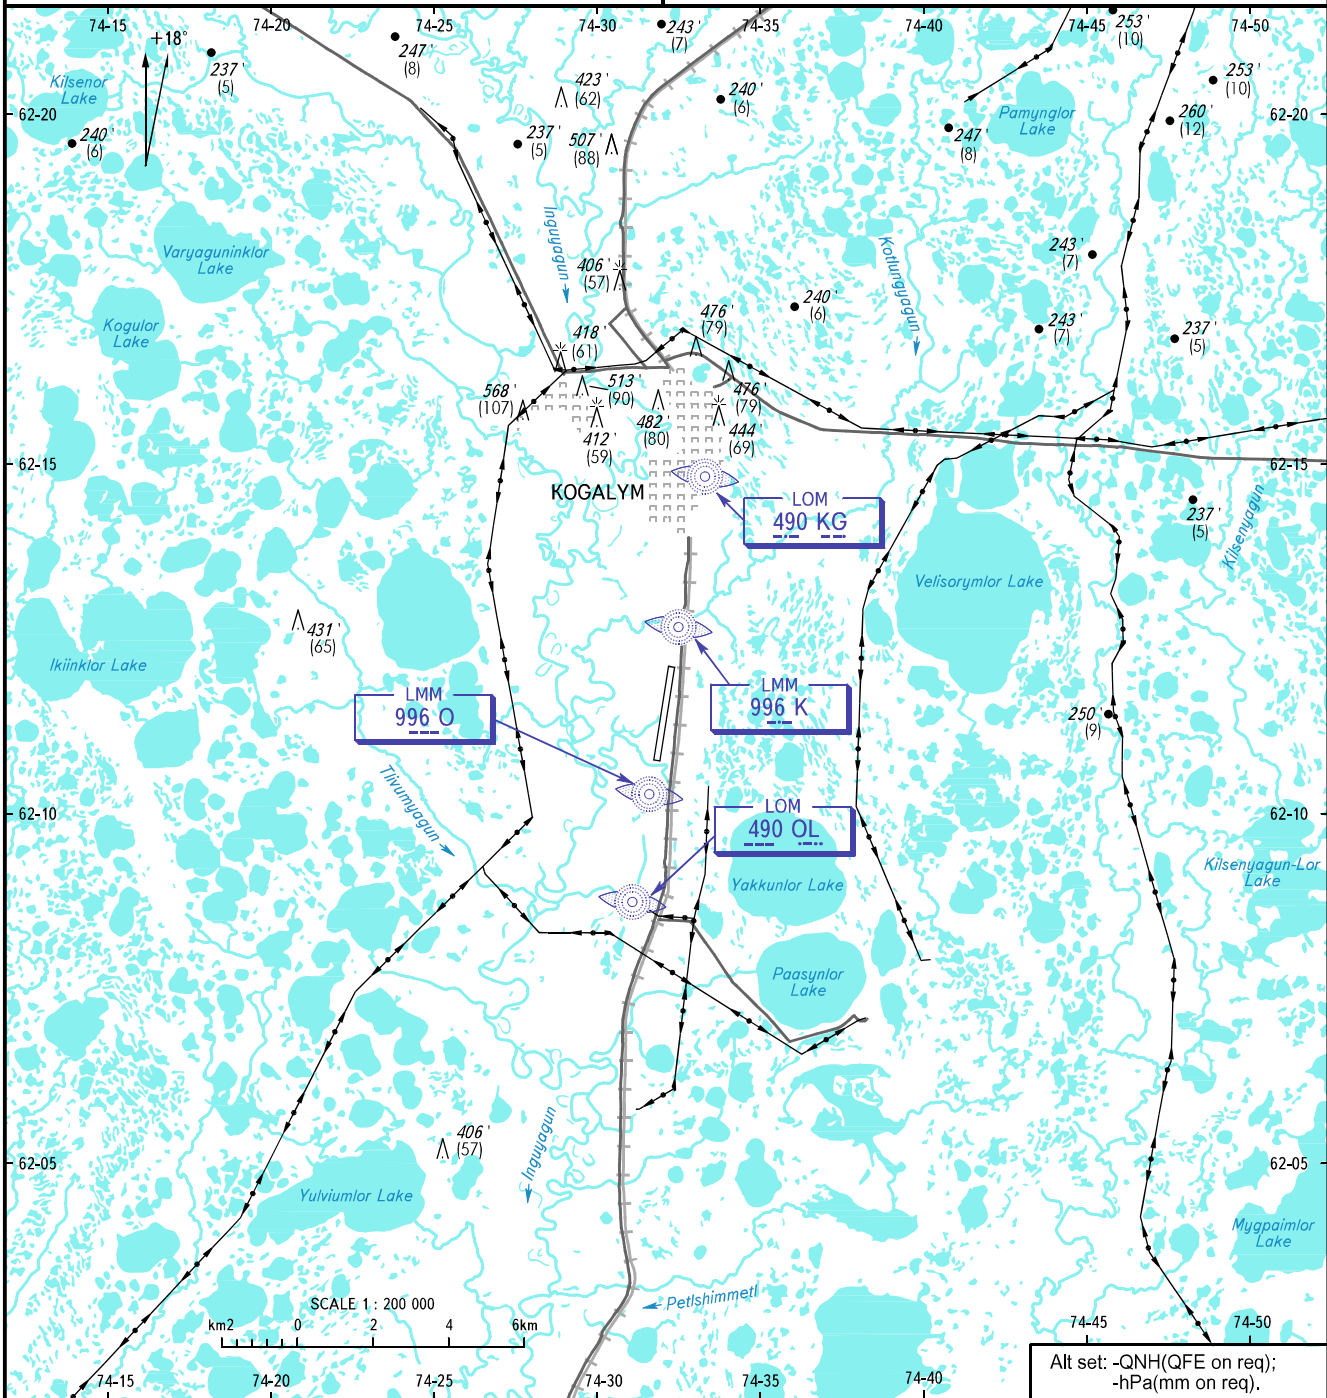 74-15
74-20
74-25
74-30
74-35
74-40
74-45
74-50
+18°
247'
(8)
243'
(7)
253'
(10)
237'
(5)
Kilsenor
Lake
423'
(62)
240'
(6)
253'
(10)
62-20
62-20
Pamynglor
Lake
260'
(12)
240'
(6)
237'
(5)
507'
(88)
247'
(8)
Inguyagun
Kotlungyagun
Varyaguninklor
Lake
406'
(57)
243'
(7)
240'
(6)
476'
(79)
Kogulor
Lake
418'
(61)
243'
(7)
237'
(5)
568'
(107)
513'
(90)
476'
(79)
482'
(80)
412'
(59)
444'
(69)
62-15
62-15
KOGALYM
LOM
490 KG
237'
(5)
Kilsenyagun
Velisorymlor Lake
431'
(65)
Ikiinklor Lake
LMM
996 O
LMM
996 K
250'
(9)
Tlivumyagun
62-10
62-10
LOM
490 OL
Yakkunlor Lake
Kilsenyagun-Lor
Lake
Paasynlor
Lake
406'
(57)
Inguyagun
62-05
62-05
Yulviumlor Lake
Mygpaimlor
Lake
Petlshimmetl
SCALE 1 : 200 000
km2
0
2
4
6km
74-45
74-50
74-15
74-20
74-25
74-30
74-35
74-40
Alt set: -QNH(QFE on req);
-hPa(mm on req).